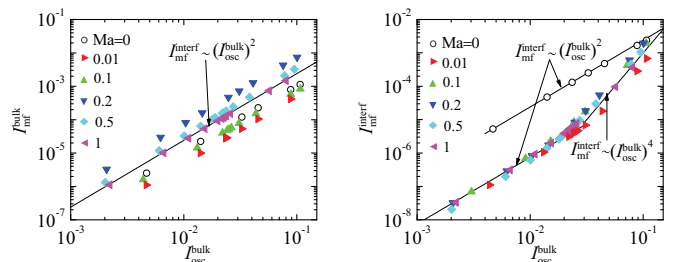 Ma=0
0.01
0.1
0.2
0.5
1
I_mf^interf ~ (I_osc^bulk)^2
I_mf^bulk
10^-1
10^-3
10^-5
10^-7
10^-3
10^-2
10^-1
I_osc^bulk
Ma=0
0.01
0.1
0.2
0.5
1
I_mf^interf ~ (I_osc^bulk)^2
I_mf^interf ~ (I_osc^bulk)^4
I_mf^interf
10^-2
10^-4
10^-6
10^-8
10^-3
10^-2
10^-1
I_osc^bulk